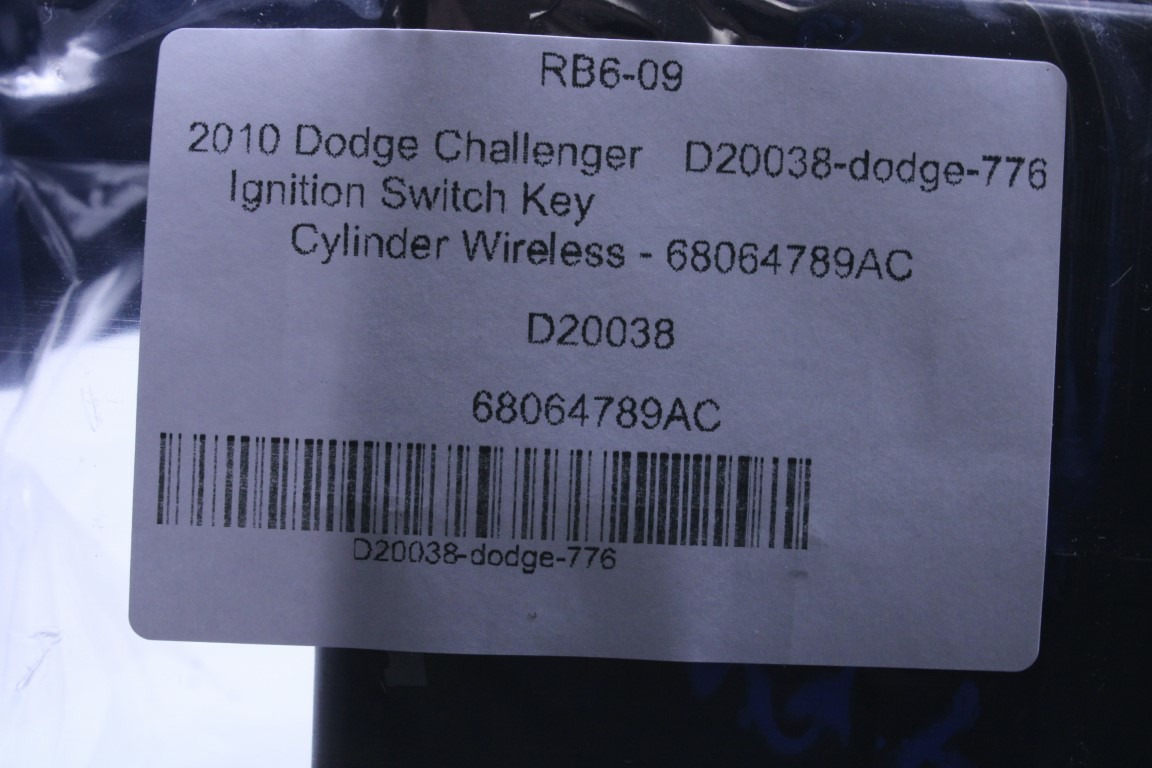 RB6-09
2010 Dodge Challenger D20038-dodge-776
Ignition Switch Key
Cylinder Wireless - 68064789AC
D20038
68064789AC
D20038-dodge-776